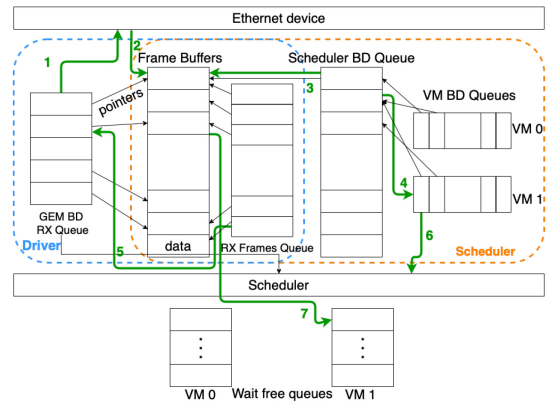 Ethernet device
1
2
Frame Buffers
Scheduler BD Queue
3
pointers
VM BD Queues
VM 0
4
VM 1
GEM BD
RX Queue
Driver
5
data
RX Frames Queue
6
Scheduler
Scheduler
7
VM 0
Wait free queues
VM 1